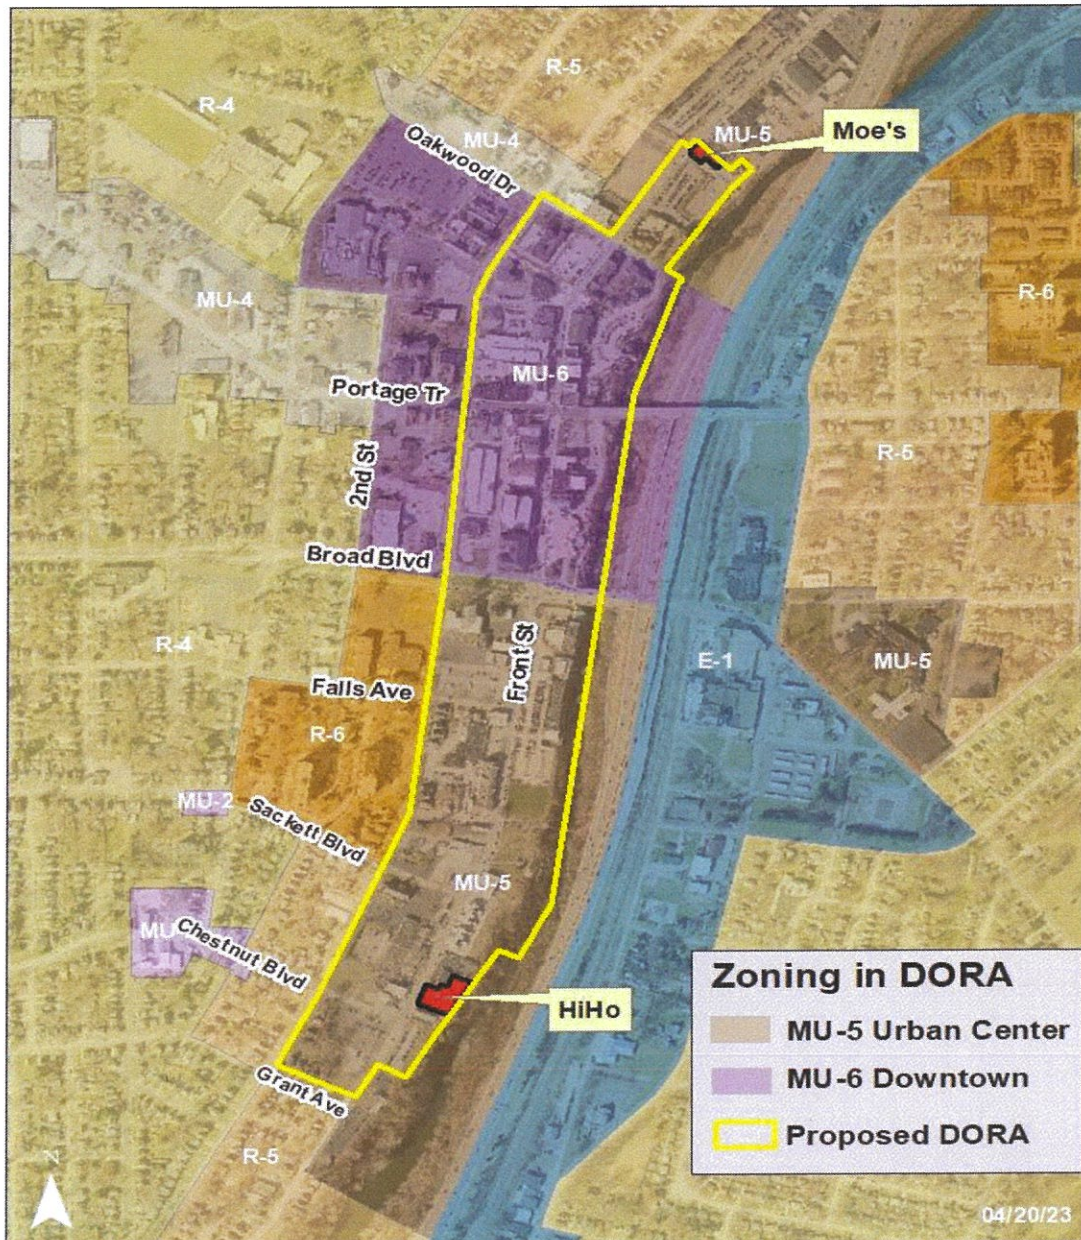 R-5
R-4
MU-5
Moe's
MU-4
Oakwood Dr
R-6
MU-4
MU-6
Portage Tr
R-5
2nd St
Broad Blvd
Front St
R-4
E-1
MU-5
Falls Ave
R-6
MU-2
Sackett Blvd
MU-5
MU
Chestnut Blvd
HiHo
Grant Ave
R-5
N
Zoning in DORA
MU-5 Urban Center
MU-6 Downtown
Proposed DORA
04/20/23